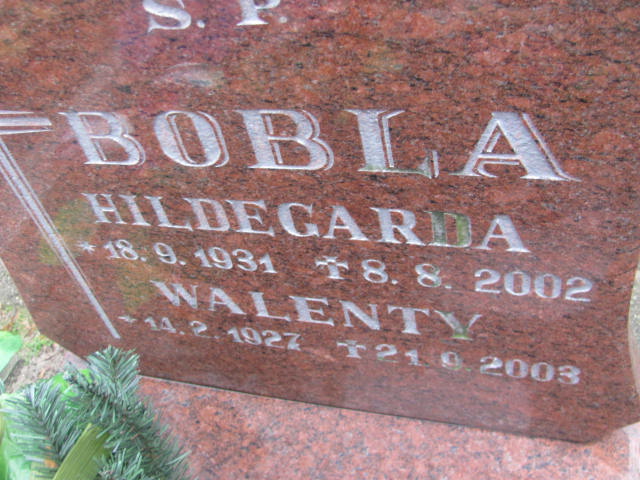 S. P.
BOBLA
HILDEGARDA
* 18. 9. 1931 ✝ 8. 8. 2002
WALENTY
* 14. 2. 1927 ✝ 21. 9. 2003